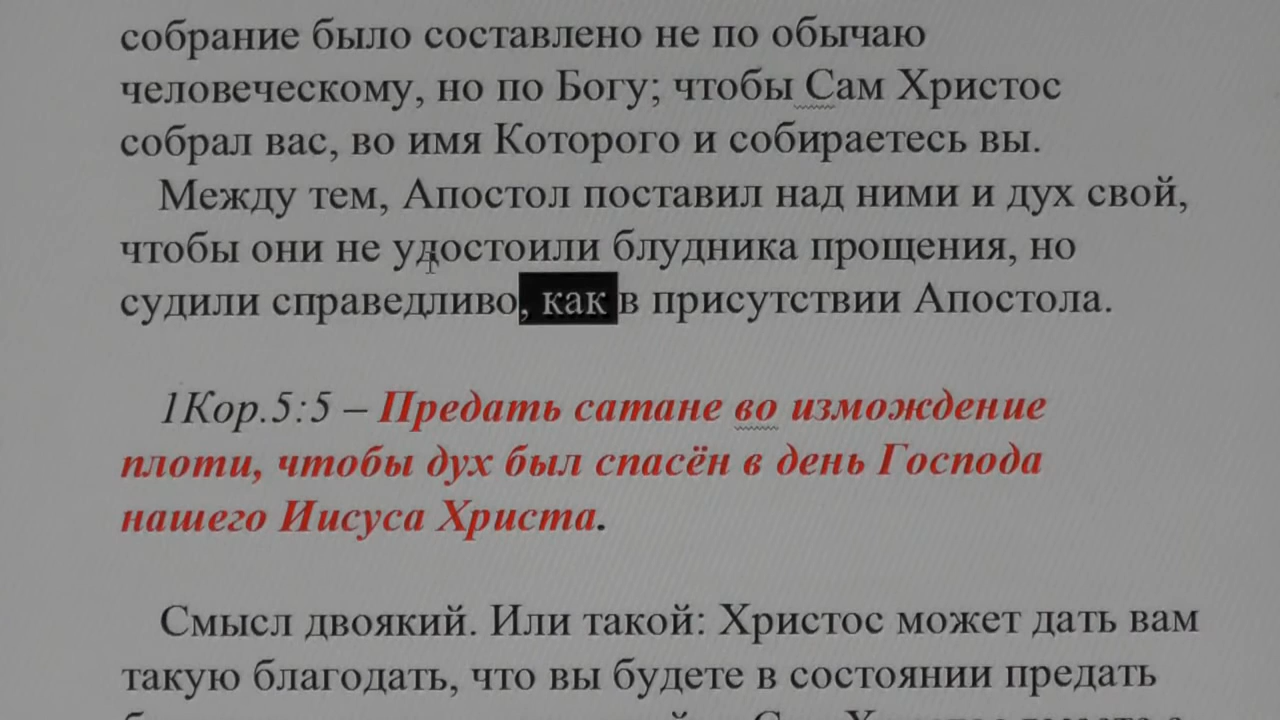 собрание было составлено не по обычаю
человеческому, но по Богу; чтобы Сам Христос
собрал вас, во имя Которого и собираетесь вы.
Между тем, Апостол поставил над ними и дух свой,
чтобы они не удостоили блудника прощения, но
судили справедливо, как в присутствии Апостола.
1Кор.5:5 – Предать сатане во измождение
плоти, чтобы дух был спасён в день Господа
нашего Иисуса Христа.
Смысл двоякий. Или такой: Христос может дать вам
такую благодать, что вы будете в состоянии предать